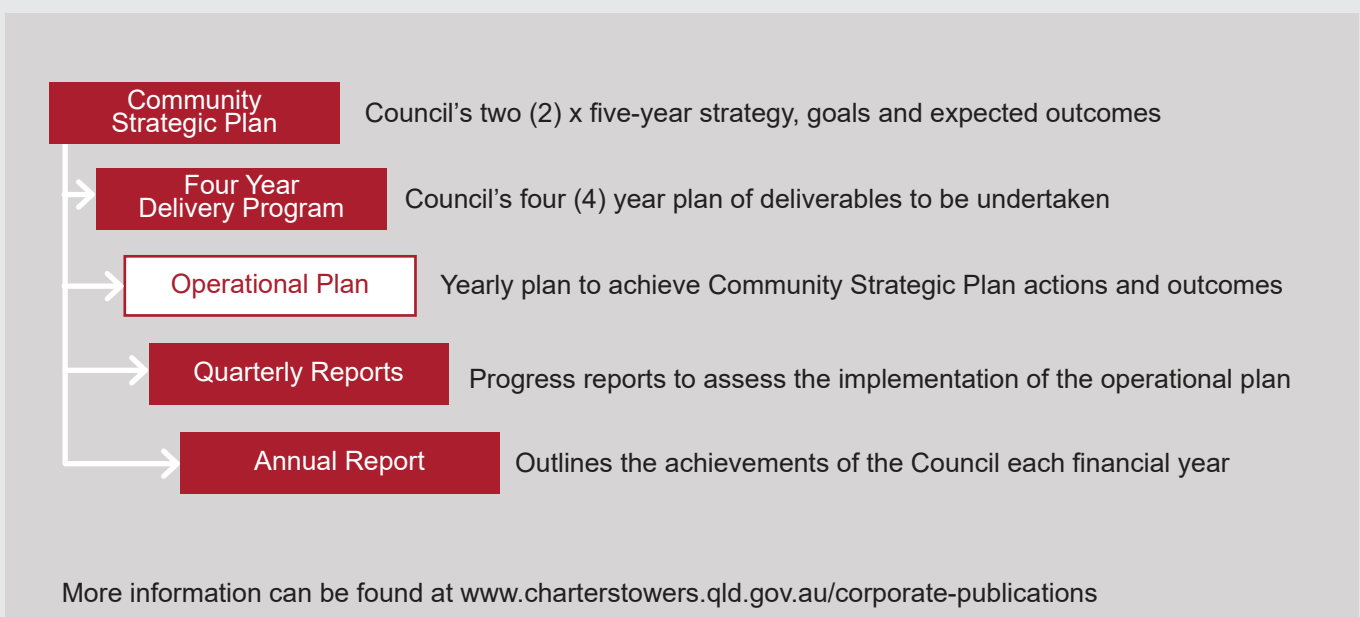 Community
Strategic Plan
Council’s two (2) x five-year strategy, goals and expected outcomes
Four Year
Delivery Program
Council’s four (4) year plan of deliverables to be undertaken
Operational Plan
Yearly plan to achieve Community Strategic Plan actions and outcomes
Quarterly Reports
Progress reports to assess the implementation of the operational plan
Annual Report
Outlines the achievements of the Council each financial year
More information can be found at www.charterstowers.qld.gov.au/corporate-publications